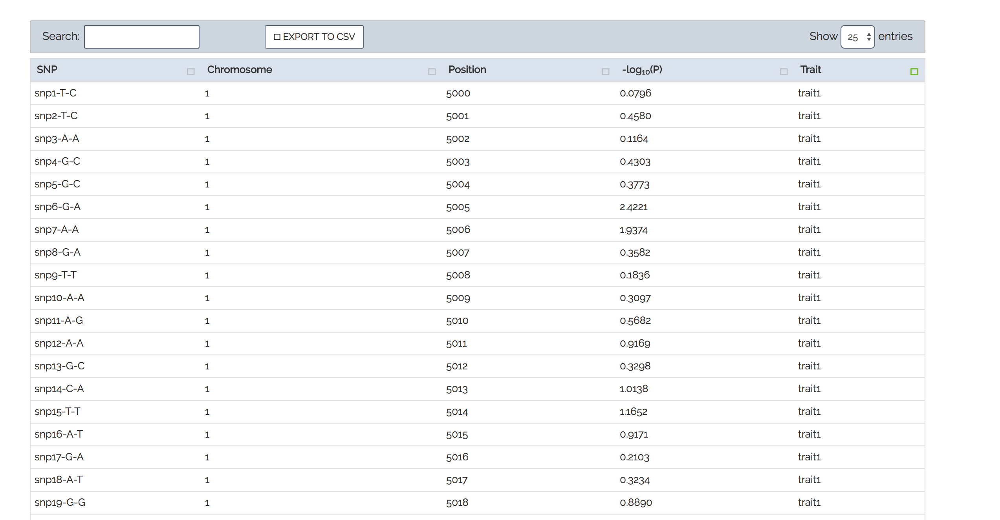 Search: EXPORT TO CSV Show 25 entries
SNP Chromosome Position -log₁₀(P) Trait
snp1-T-C 1 5000 0.0796 trait1
snp2-T-C 1 5001 0.4580 trait1
snp3-A-A 1 5002 0.1164 trait1
snp4-G-C 1 5003 0.4303 trait1
snp5-G-C 1 5004 0.3773 trait1
snp6-G-A 1 5005 2.4221 trait1
snp7-A-A 1 5006 1.9374 trait1
snp8-G-A 1 5007 0.3582 trait1
snp9-T-T 1 5008 0.1836 trait1
snp10-A-A 1 5009 0.3097 trait1
snp11-A-G 1 5010 0.5682 trait1
snp12-A-A 1 5011 0.9169 trait1
snp13-G-C 1 5012 0.3298 trait1
snp14-C-A 1 5013 1.0138 trait1
snp15-T-T 1 5014 1.1652 trait1
snp16-A-T 1 5015 0.9171 trait1
snp17-G-A 1 5016 0.2103 trait1
snp18-A-T 1 5017 0.3234 trait1
snp19-G-G 1 5018 0.8890 trait1